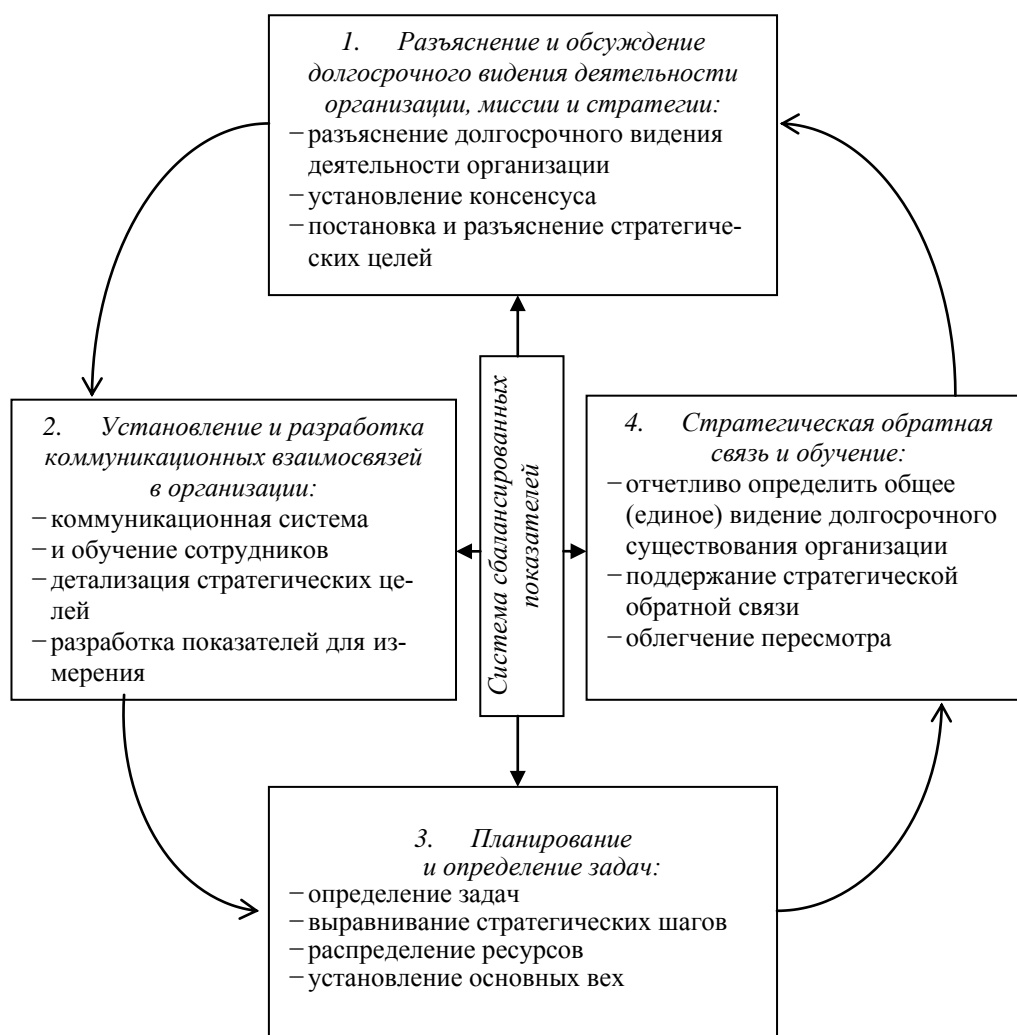 1. Разъяснение и обсуждение
долгосрочного видения деятельности
организации, миссии и стратегии:
− разъяснение долгосрочного видения
деятельности организации
− установление консенсуса
− постановка и разъяснение стратегиче-
ских целей
2. Установление и разработка
коммуникационных взаимосвязей
в организации:
− коммуникационная система
− и обучение сотрудников
− детализация стратегических це-
лей
− разработка показателей для из-
мерения
Система сбалансированных
показателей
4. Стратегическая обратная
связь и обучение:
− отчетливо определить общее
(единое) видение долгосрочного
существования организации
− поддержание стратегической
обратной связи
− облегчение пересмотра
3. Планирование
и определение задач:
− определение задач
− выравнивание стратегических шагов
− распределение ресурсов
− установление основных вех